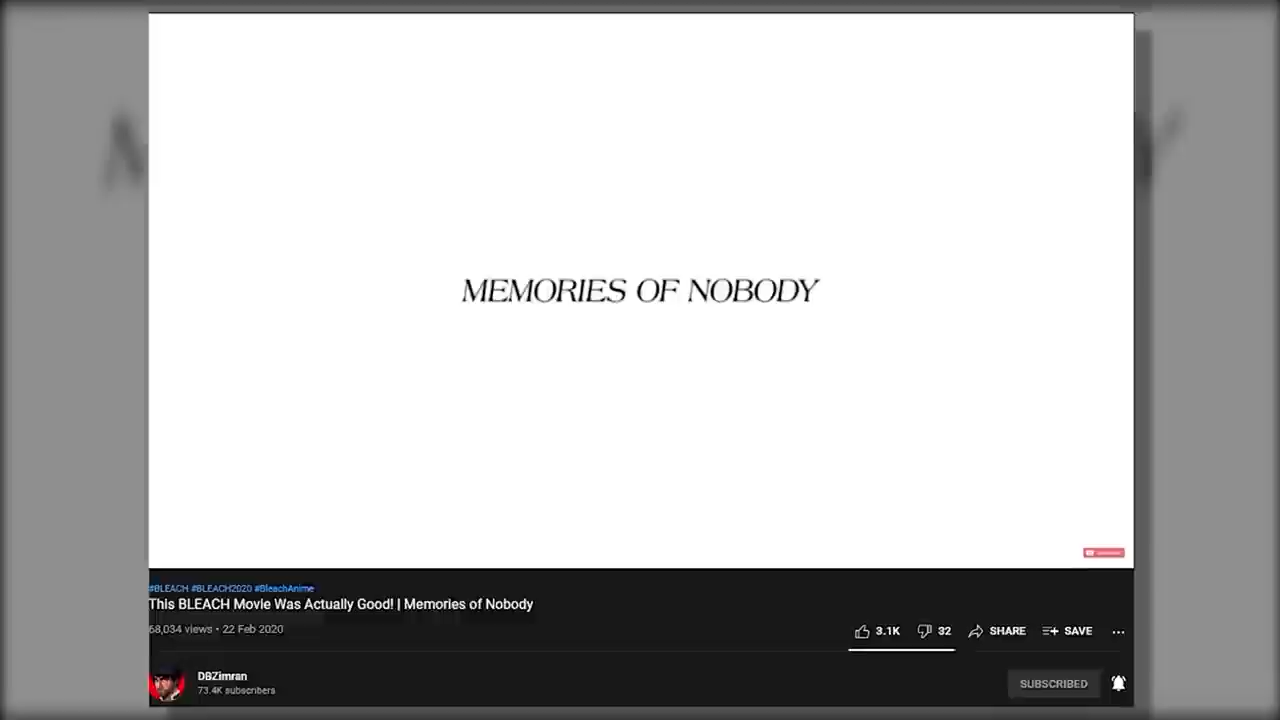 MEMORIES OF NOBODY
#BLEACH #BLEACH2020 #BleachAnime
This BLEACH Movie Was Actually Good! | Memories of Nobody
68,034 views • 22 Feb 2020
3.1K 32 SHARE SAVE
DBZimran
73.4K subscribers
SUBSCRIBED